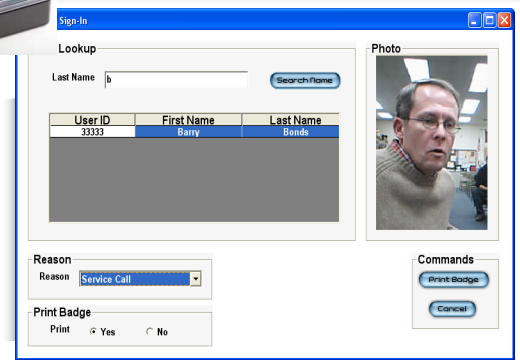 Sign-In
Lookup
Photo
Last Name b Search Name
User ID First Name Last Name
33333 Barry Bonds
Reason
Reason Service Call
Commands
Print Badge
Cancel
Print Badge
Print Yes No